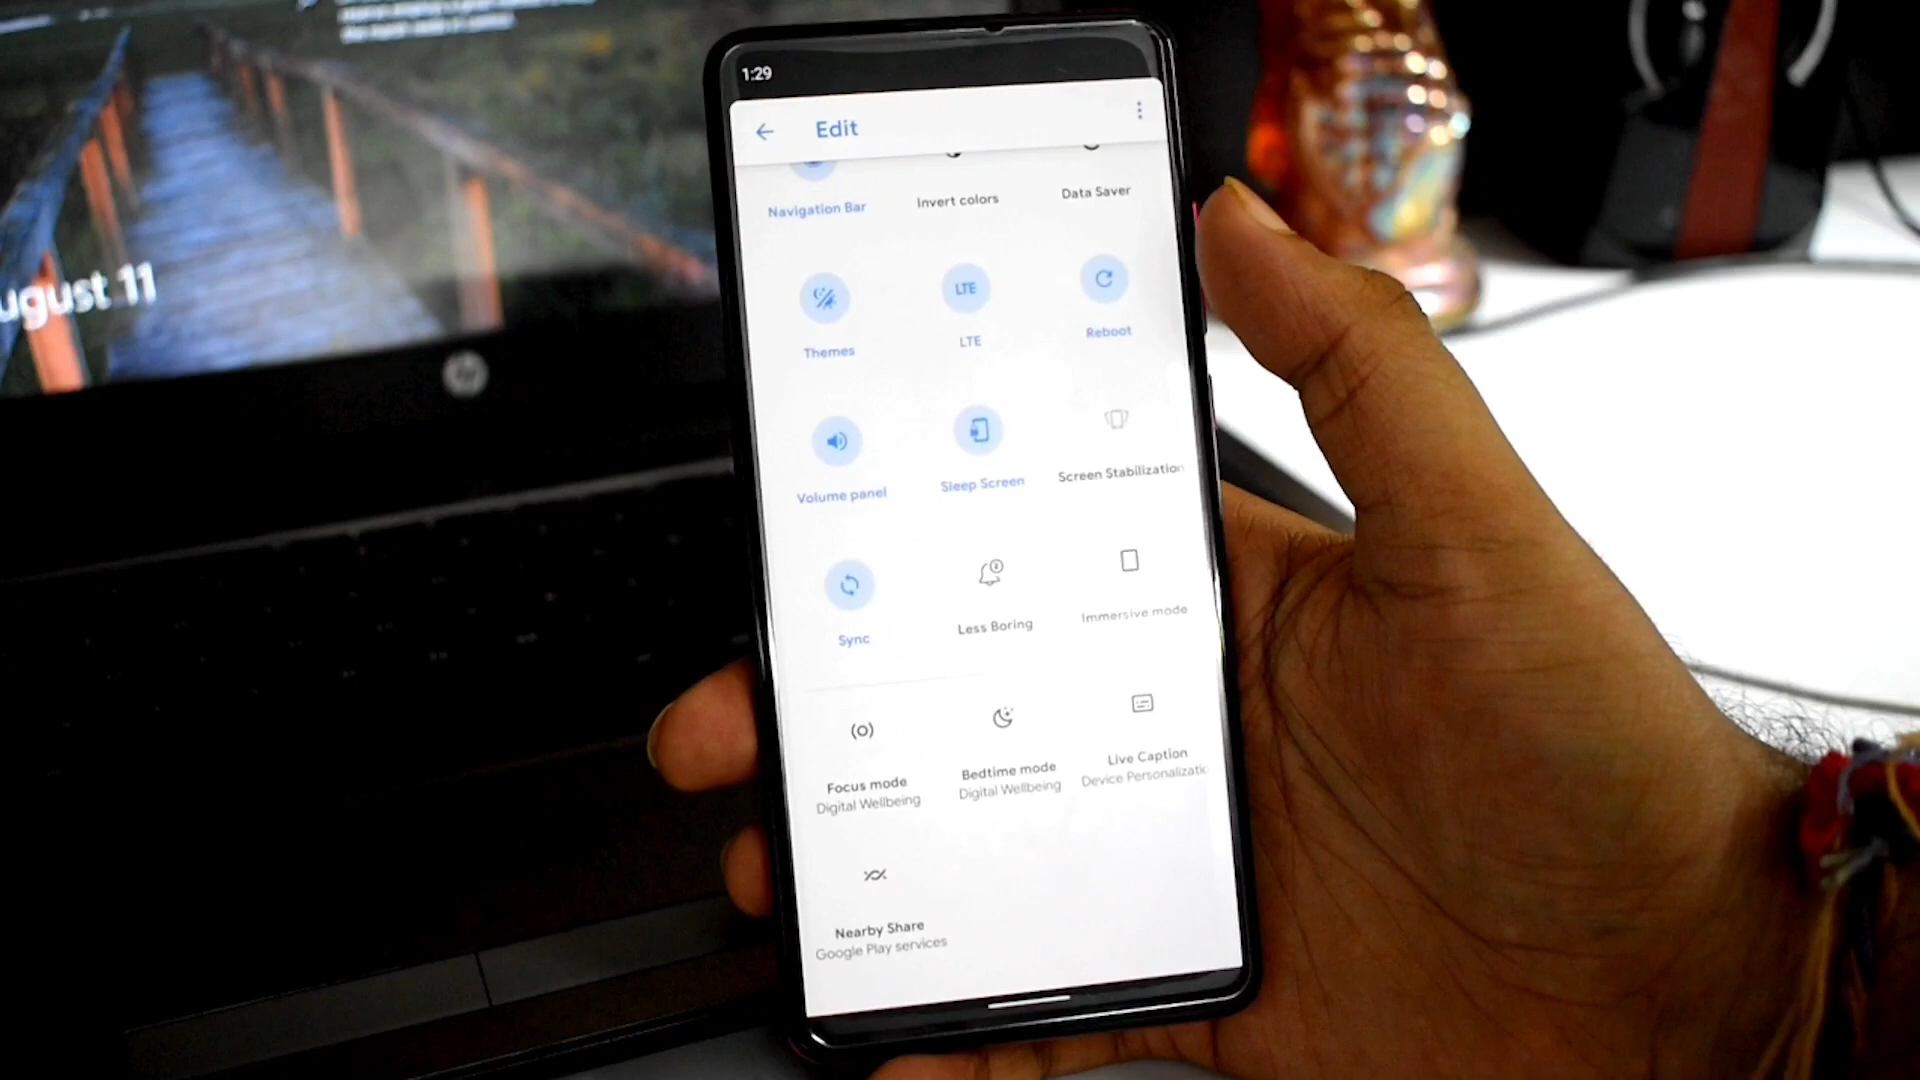 ugust 11
hp
1:29
Edit
Navigation Bar
Invert colors
Data Saver
LTE
Themes
LTE
Reboot
Volume panel
Sleep Screen
Screen Stabilization
Sync
Less Boring
Immersive mode
Focus mode
Digital Wellbeing
Bedtime mode
Digital Wellbeing
Live Caption
Device Personalizatio
Nearby Share
Google Play services